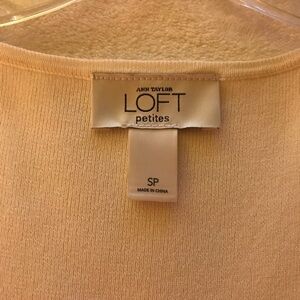 ANN TAYLOR
LOFT
petites
SP
MADE IN CHINA